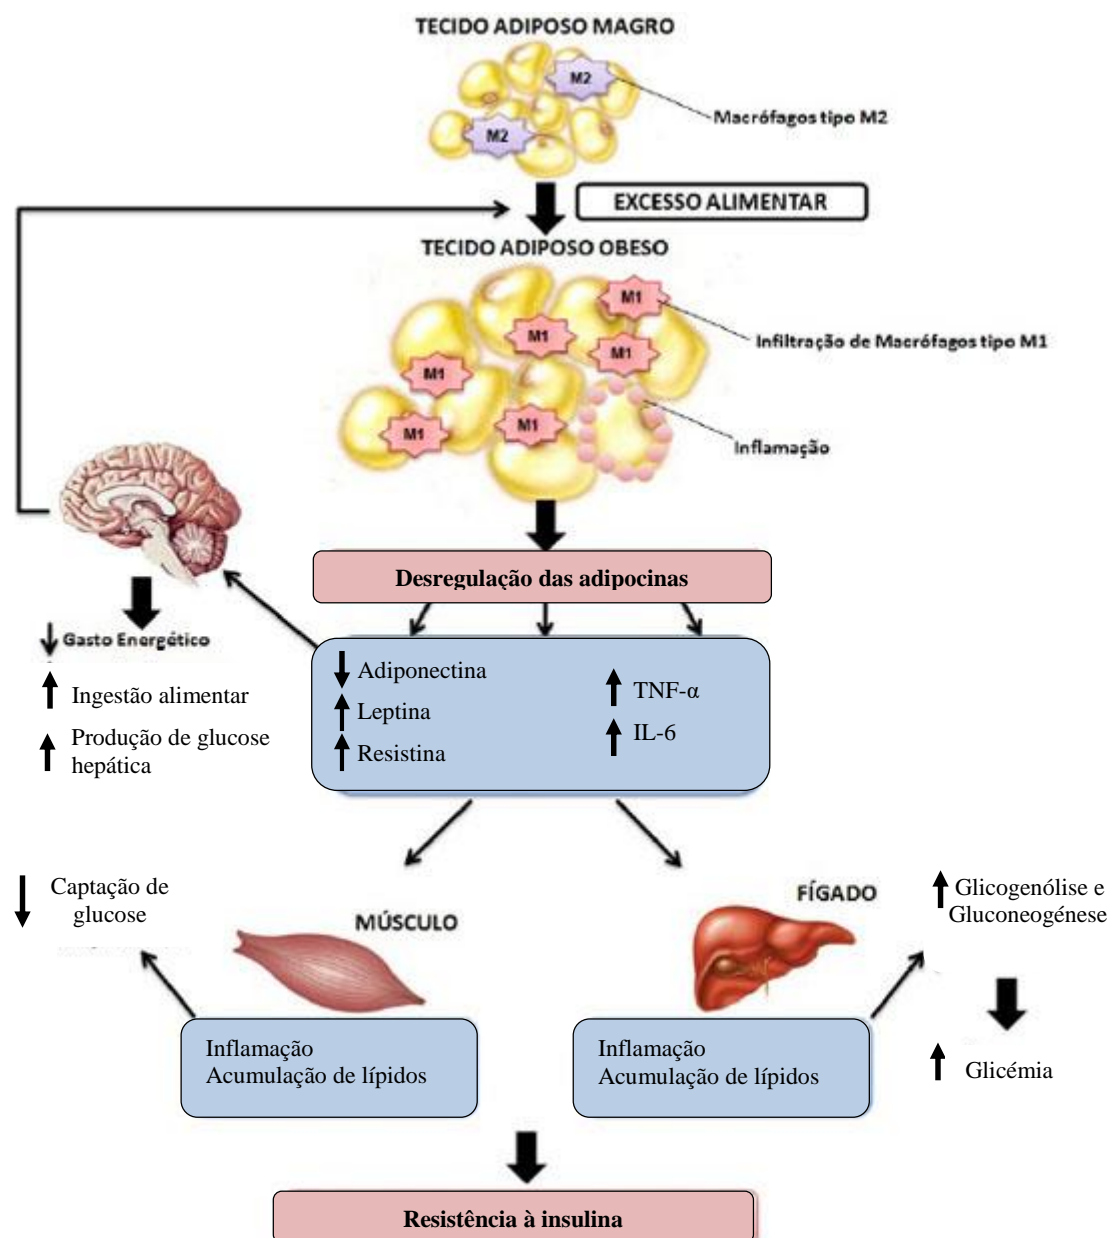 TECIDO ADIPOSO MAGRO
M2
M2
Macrófagos tipo M2
EXCESSO ALIMENTAR
TECIDO ADIPOSO OBESO
M1
M1
M1
M1
M1
M1
Infiltração de Macrófagos tipo M1
Inflamação
Desregulação das adipocinas
Gasto Energético
Ingestão alimentar
Produção de glucose
hepática
Adiponectina
Leptina
Resistina
TNF-α
IL-6
Captação de
glucose
MÚSCULO
Inflamação
Acumulação de lípidos
FÍGADO
Inflamação
Acumulação de lípidos
Glicogenólise e
Gluconeogénese
Glicémia
Resistência à insulina